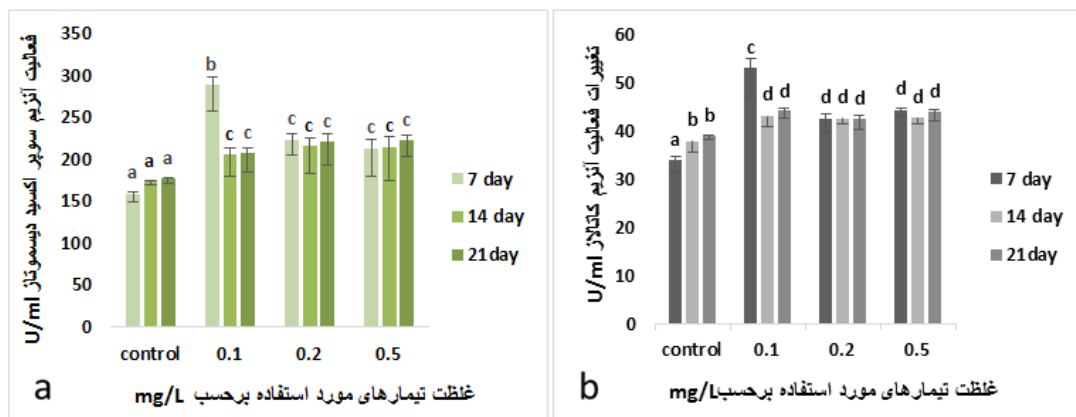 فعالیت آنزیم سوپر اکسید دیسموتاز U/ml
350
300
250
200
150
100
50
0
a a a
b c c
c c c
c c c
control 0.1 0.2 0.5
7 day
14 day
21day
a
غلظت تیمارهای مورد استفاده برحسب mg/L
تغییرات فعالیت آنزیم کاتالاز U/ml
60
50
40
30
20
10
0
a b b
c d d
d d d
d d d
control 0.1 0.2 0.5
7 day
14 day
21day
b
غلظت تیمارهای مورد استفاده برحسبmg/L